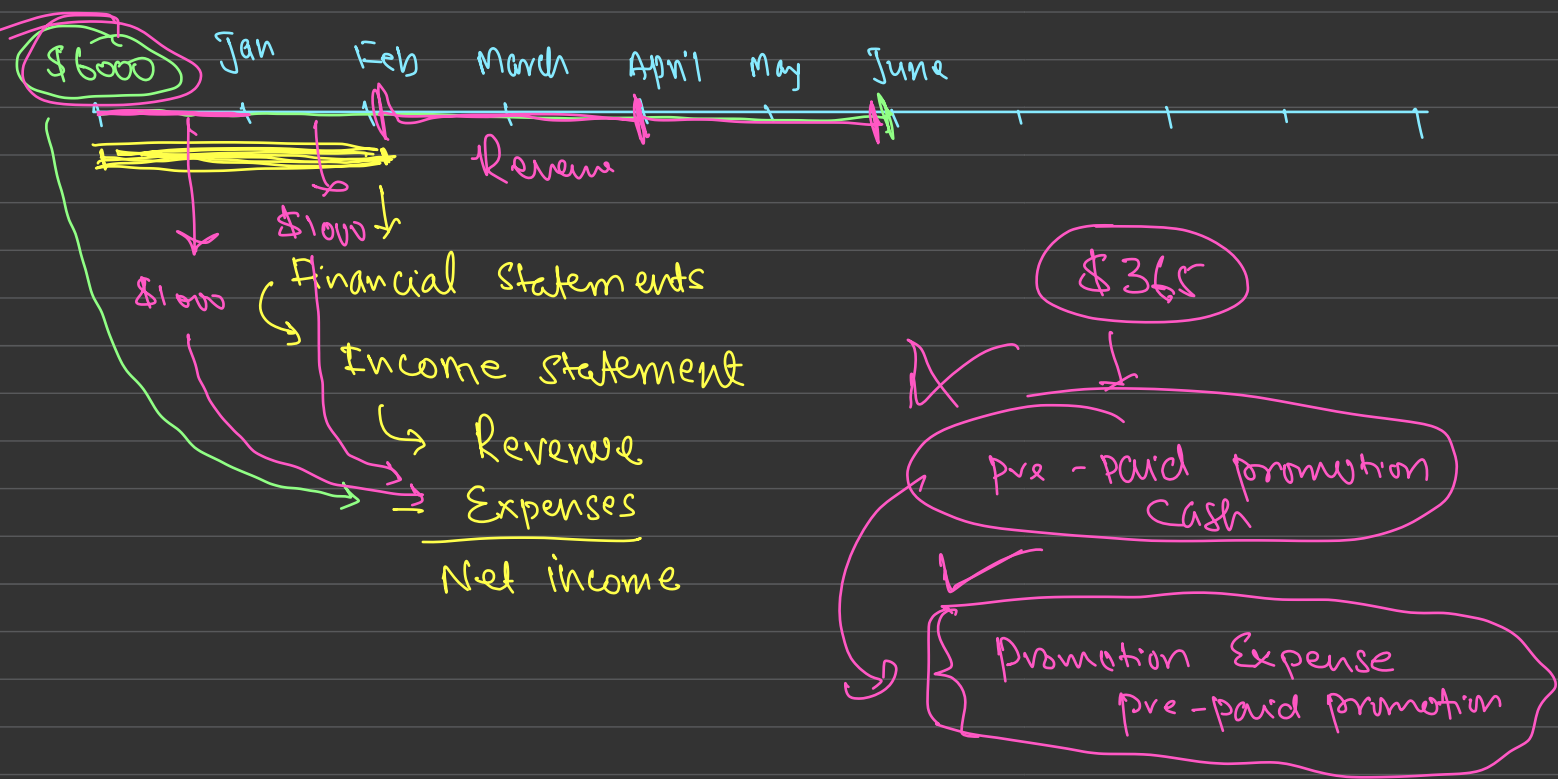 $6000 Jan Feb March April May June
Revenue
$1000
$1000
Financial statements
Income statement
Revenue
– Expenses
Net income
$365
pre-paid promotion
Cash
Promotion Expense
pre-paid promotion